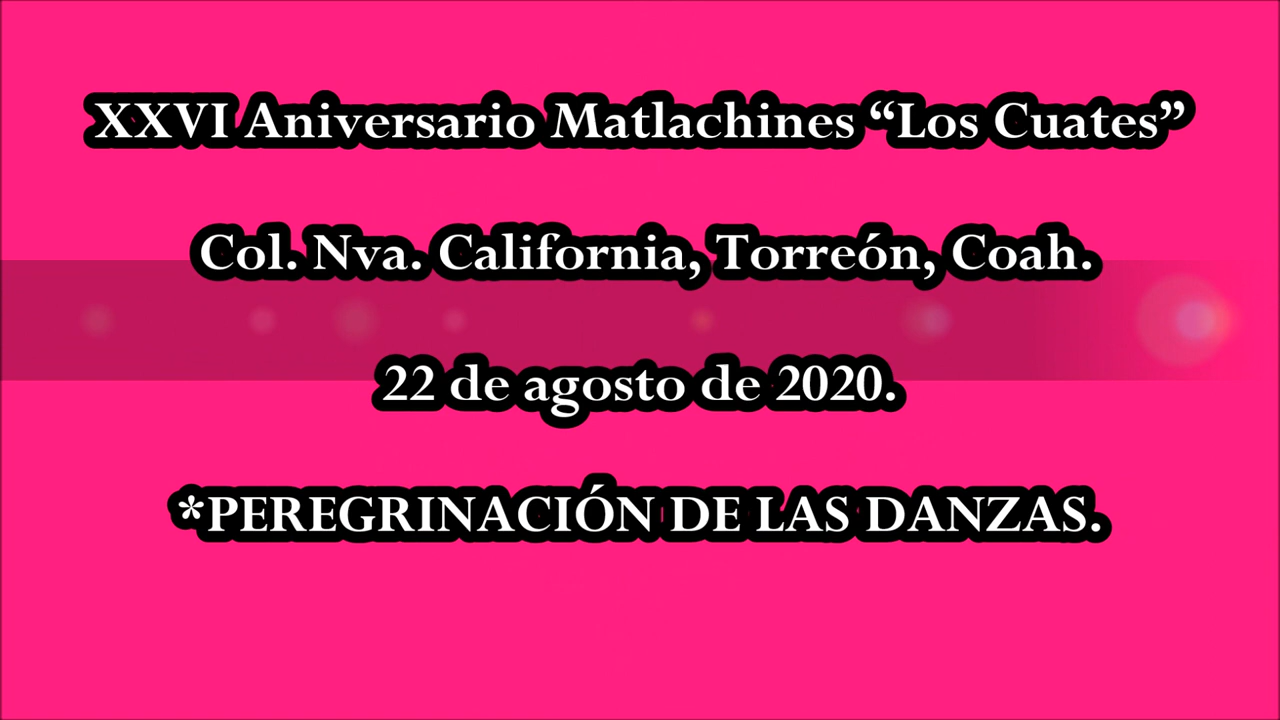 XXVI Aniversario Matlachines “Los Cuates”
Col. Nva. California, Torreón, Coah.
22 de agosto de 2020.
*PEREGRINACIÓN DE LAS DANZAS.